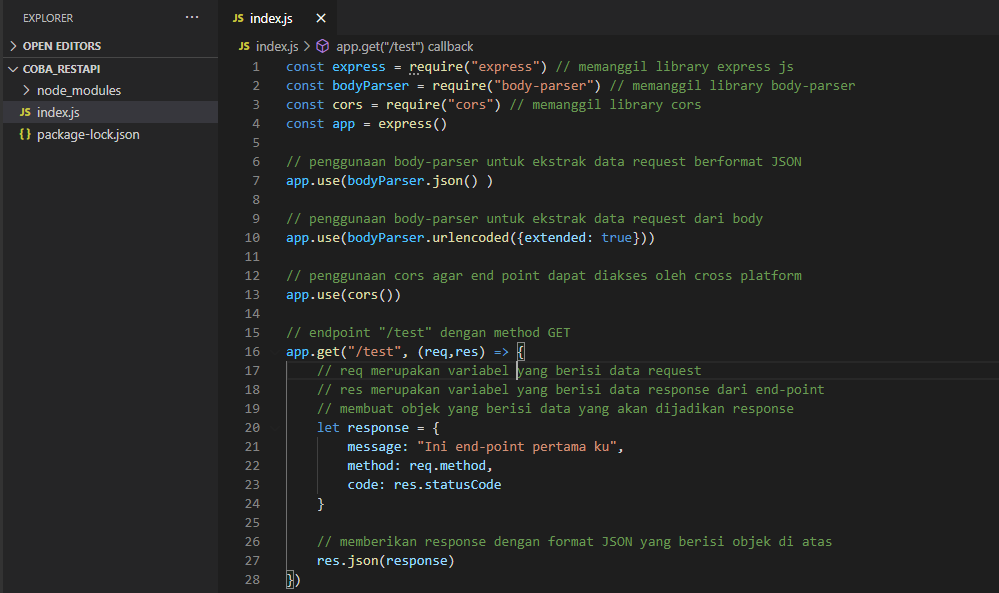 EXPLORER ...
OPEN EDITORS
COBA_RESTAPI
node_modules
JS index.js
{} package-lock.json
JS index.js ×
JS index.js > app.get("/test") callback
1 const express = require("express") // memanggil library express js
2 const bodyParser = require("body-parser") // memanggil library body-parser
3 const cors = require("cors") // memanggil library cors
4 const app = express()
5
6 // penggunaan body-parser untuk ekstrak data request berformat JSON
7 app.use(bodyParser.json() )
8
9 // penggunaan body-parser untuk ekstrak data request dari body
10 app.use(bodyParser.urlencoded({extended: true}))
11
12 // penggunaan cors agar end point dapat diakses oleh cross platform
13 app.use(cors())
14
15 // endpoint "/test" dengan method GET
16 app.get("/test", (req,res) => {
17 // req merupakan variabel yang berisi data request
18 // res merupakan variabel yang berisi data response dari end-point
19 // membuat objek yang berisi data yang akan dijadikan response
20 let response = {
21 message: "Ini end-point pertama ku",
22 method: req.method,
23 code: res.statusCode
24 }
25
26 // memberikan response dengan format JSON yang berisi objek di atas
27 res.json(response)
28 })